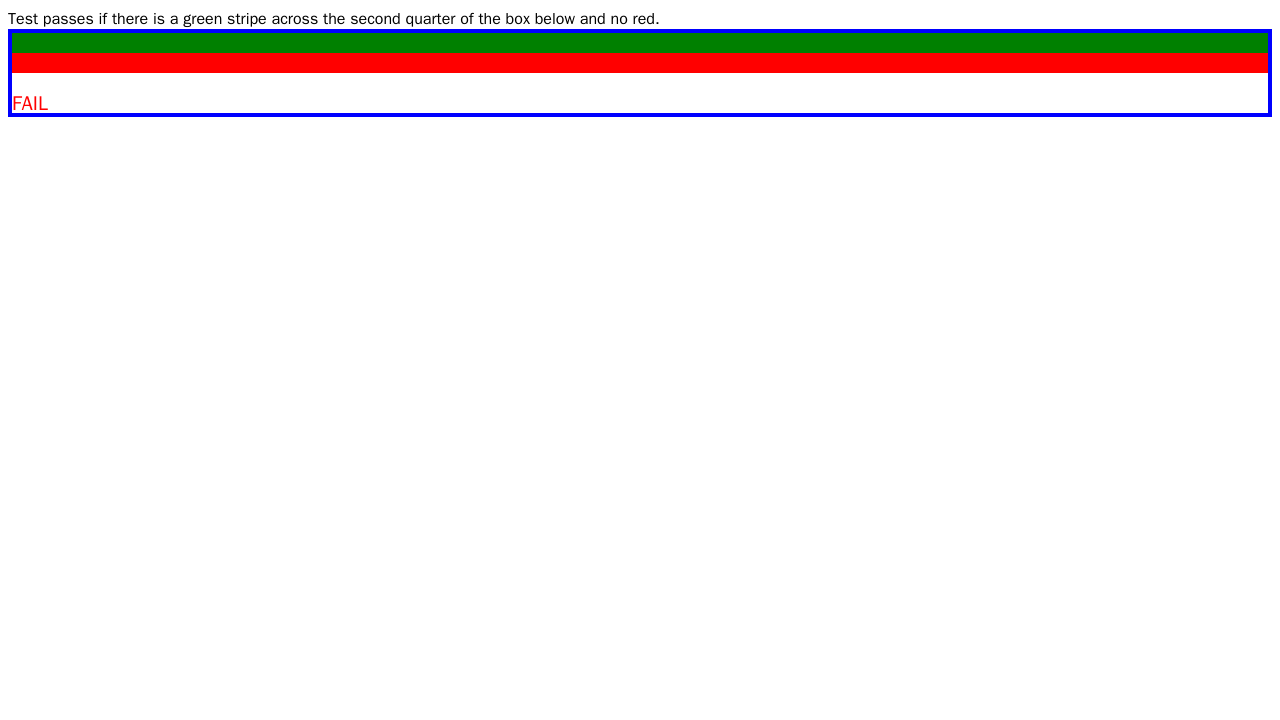 Test passes if there is a green stripe across the second quarter of the box below and no red.
FAIL